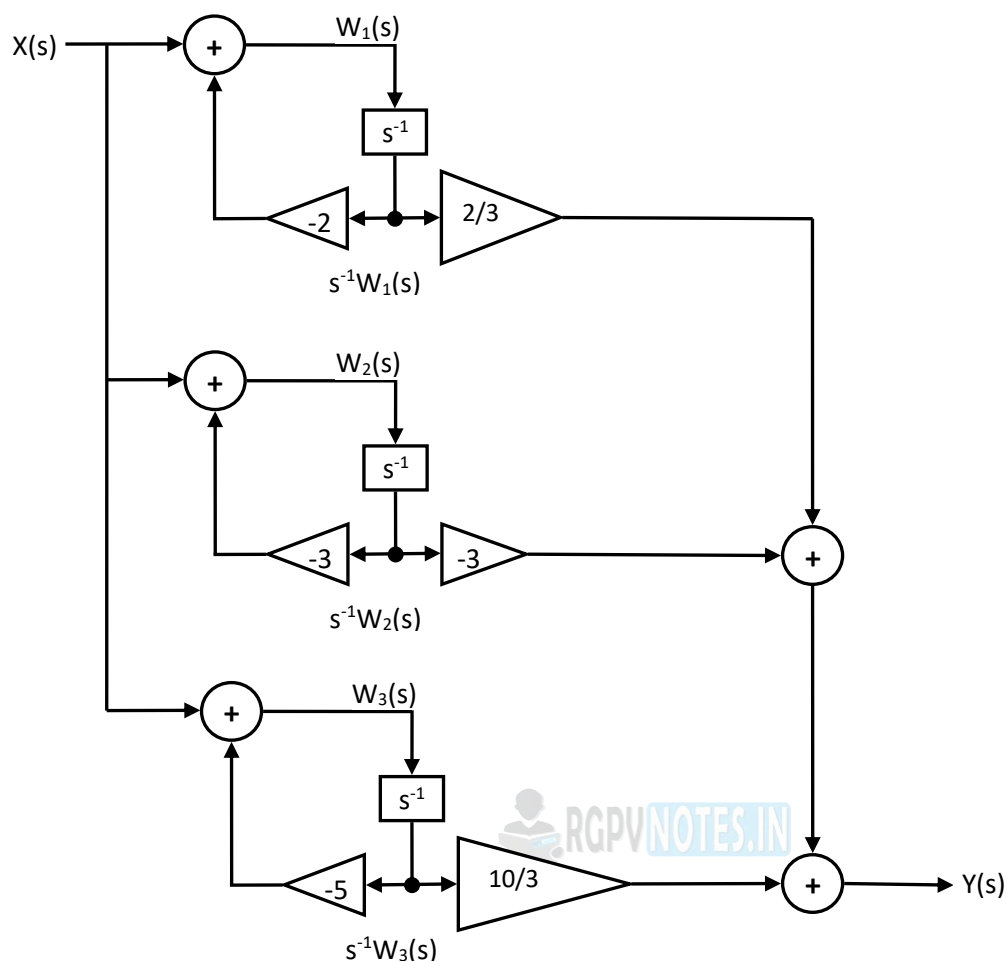 W₁(s)
X(s)
+
s⁻¹
-2
2/3
s⁻¹W₁(s)
W₂(s)
+
s⁻¹
-3
-3
+
s⁻¹W₂(s)
W₃(s)
+
s⁻¹
RGPVNOTES.IN
-5
10/3
+
Y(s)
s⁻¹W₃(s)